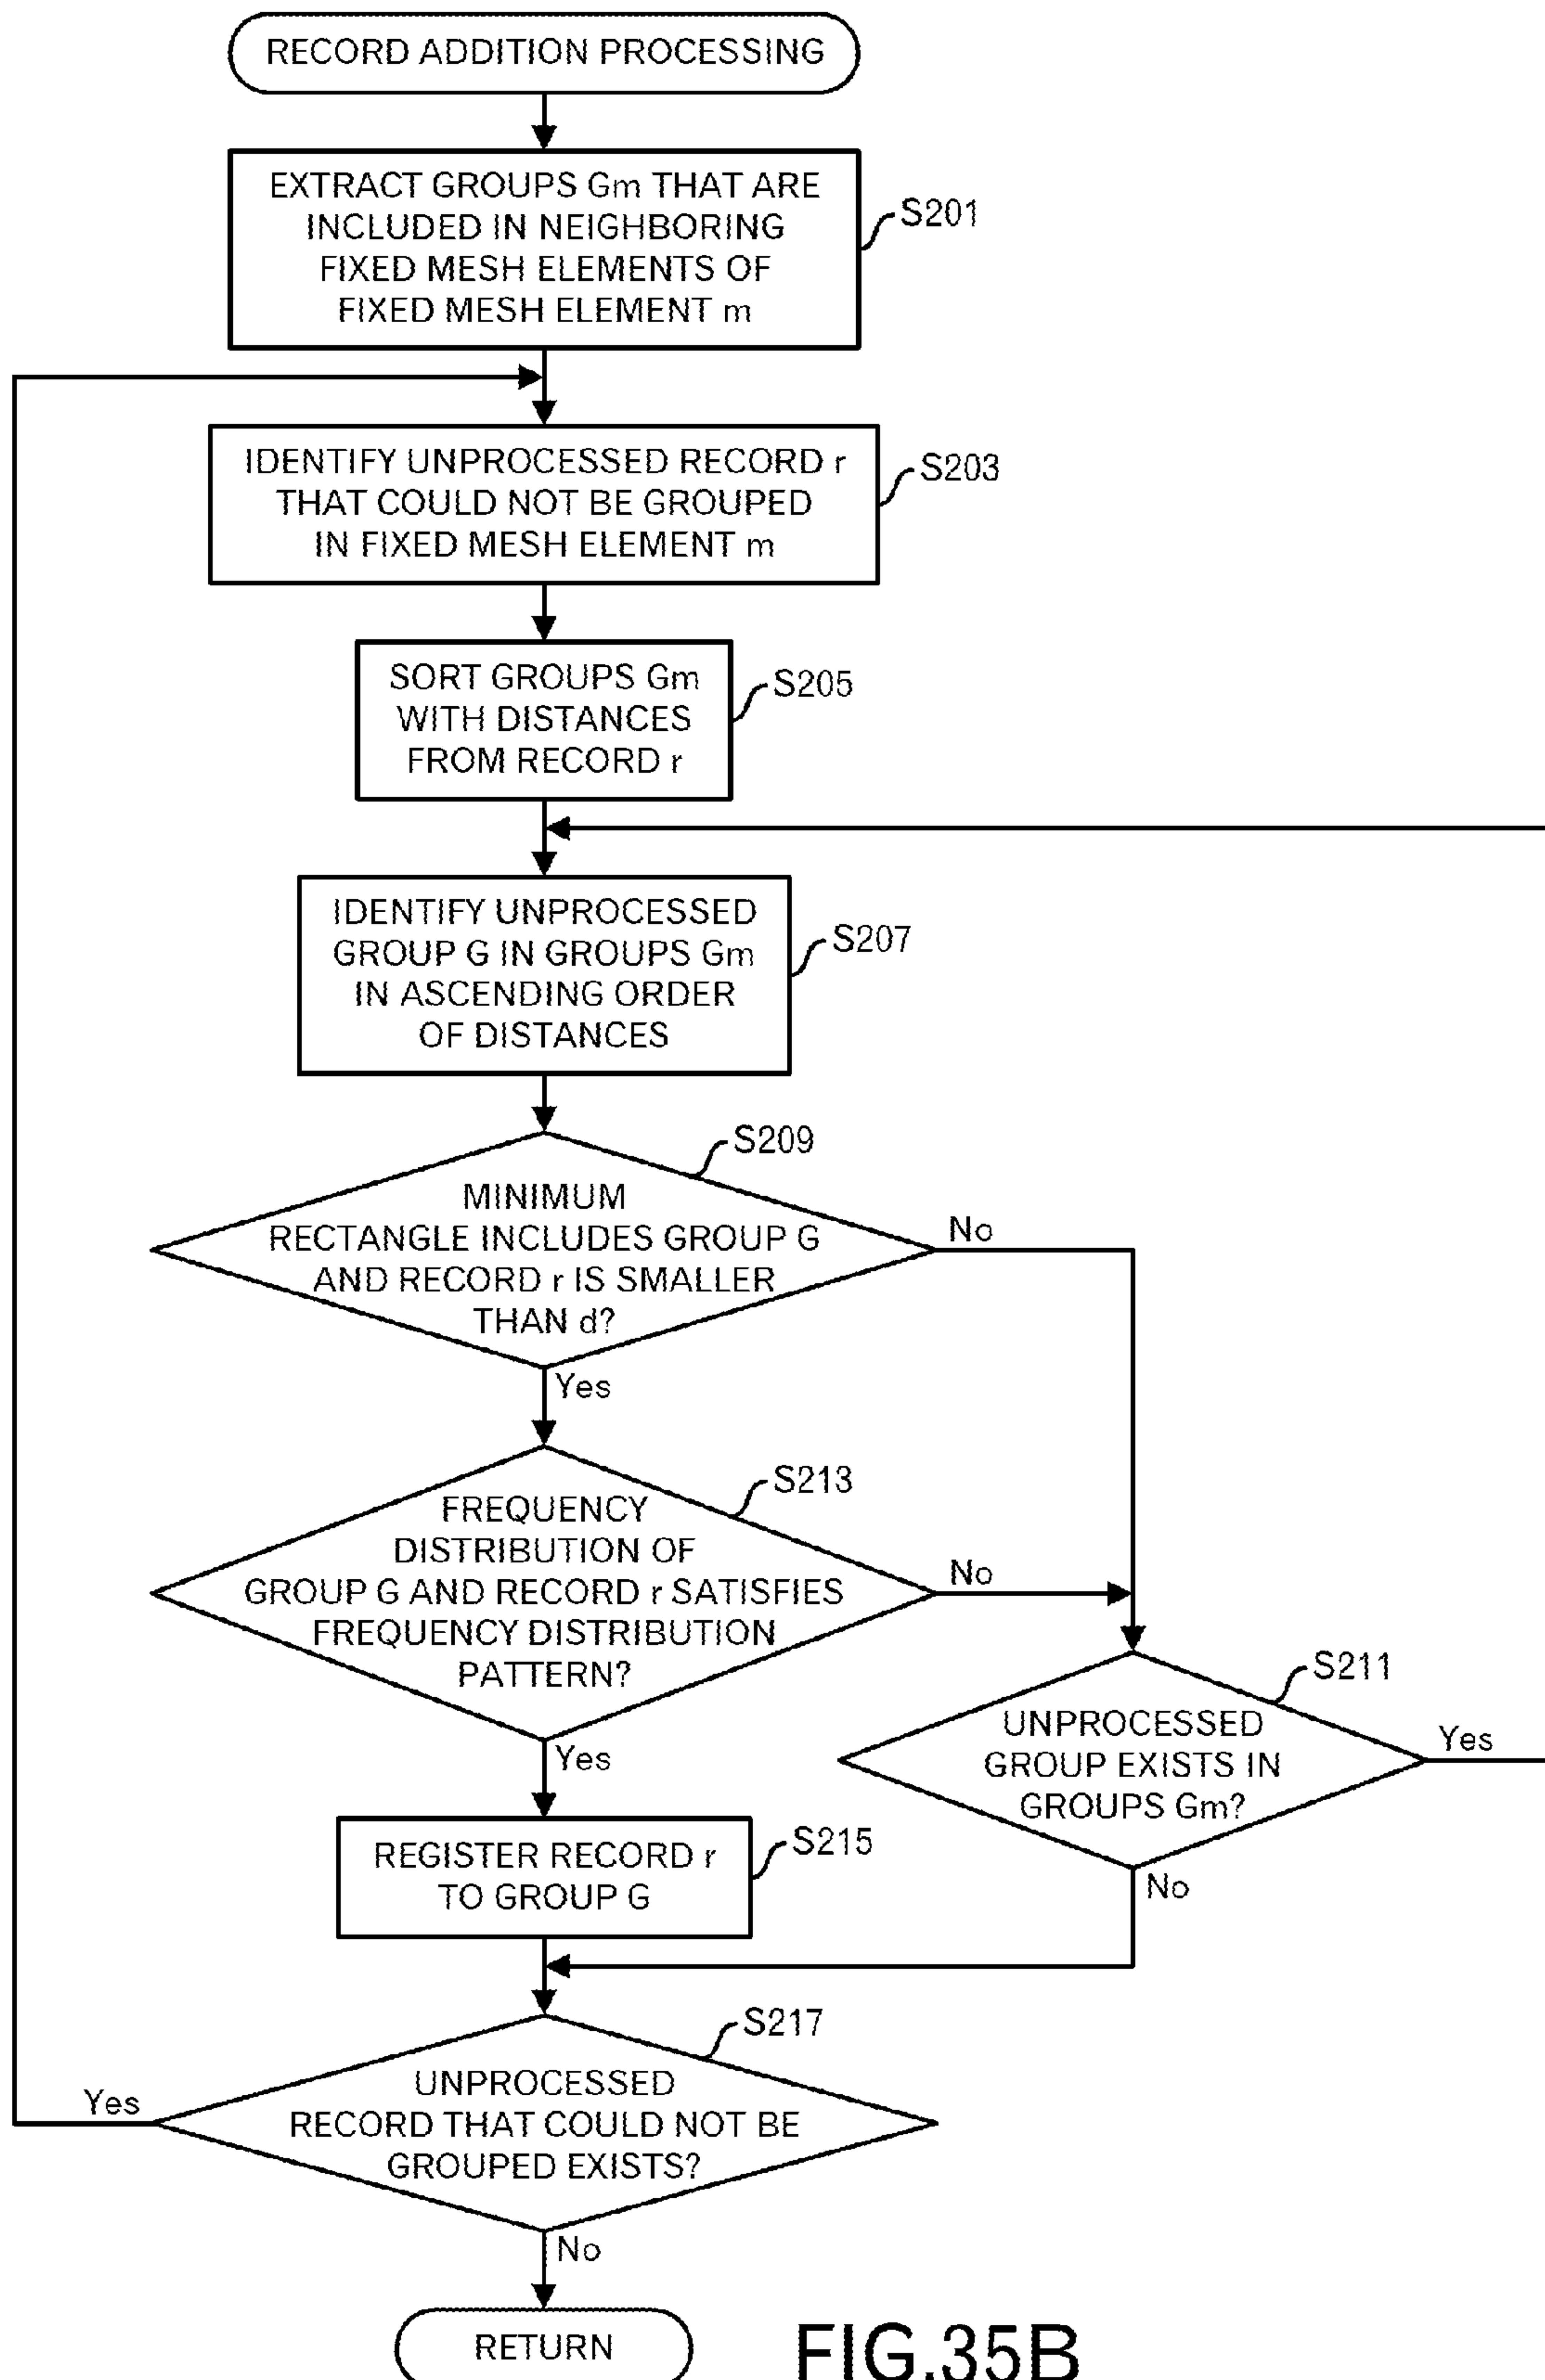 RECORD ADDITION PROCESSING
EXTRACT GROUPS Gm THAT ARE
INCLUDED IN NEIGHBORING
FIXED MESH ELEMENTS OF
FIXED MESH ELEMENT m
S201
IDENTIFY UNPROCESSED RECORD r
THAT COULD NOT BE GROUPED
IN FIXED MESH ELEMENT m
S203
SORT GROUPS Gm
WITH DISTANCES
FROM RECORD r
S205
IDENTIFY UNPROCESSED
GROUP G IN GROUPS Gm
IN ASCENDING ORDER
OF DISTANCES
S207
S209
MINIMUM
RECTANGLE INCLUDES GROUP G
AND RECORD r IS SMALLER
THAN d?
No
Yes
S213
FREQUENCY
DISTRIBUTION OF
GROUP G AND RECORD r SATISFIES
FREQUENCY DISTRIBUTION
PATTERN?
No
Yes
S211
UNPROCESSED
GROUP EXISTS IN
GROUPS Gm?
Yes
No
REGISTER RECORD r
TO GROUP G
S215
S217
UNPROCESSED
RECORD THAT COULD NOT BE
GROUPED EXISTS?
Yes
No
RETURN
FIG.35B